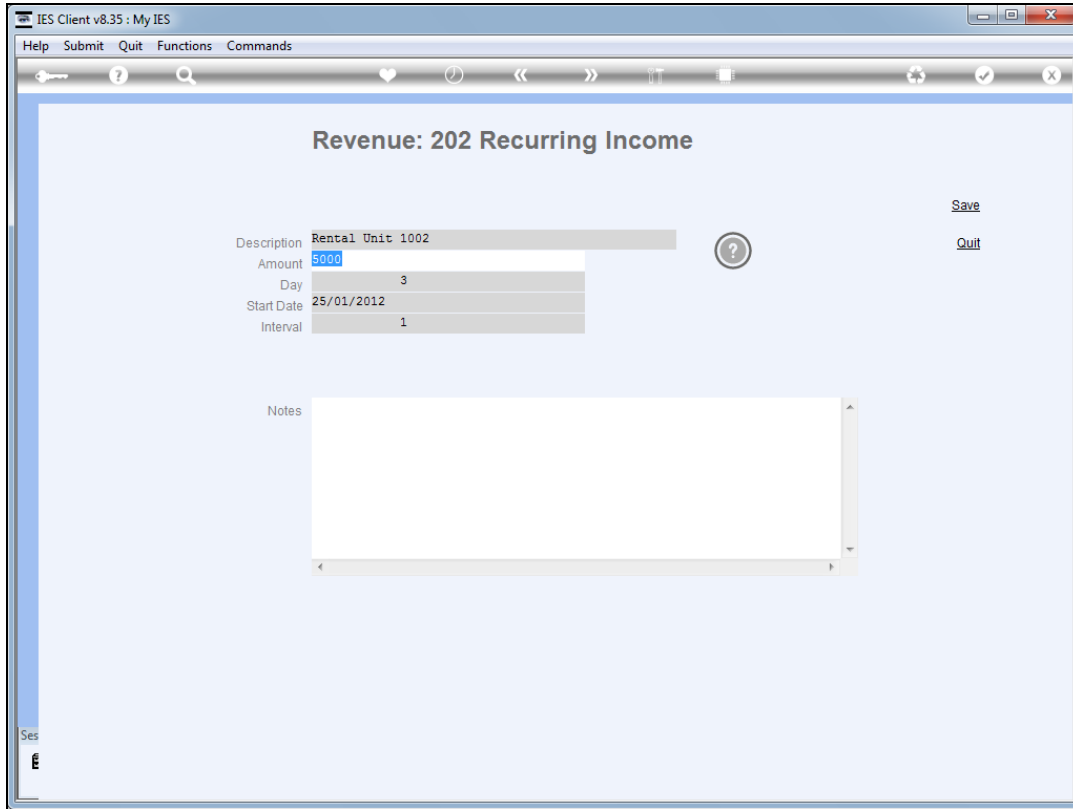 IES Client v8.35 : My IES
Help Submit Quit Functions Commands
Revenue: 202 Recurring Income
Save
Description Rental Unit 1002
Quit
Amount 5000
Day 3
Start Date 25/01/2012
Interval 1
Notes
Ses